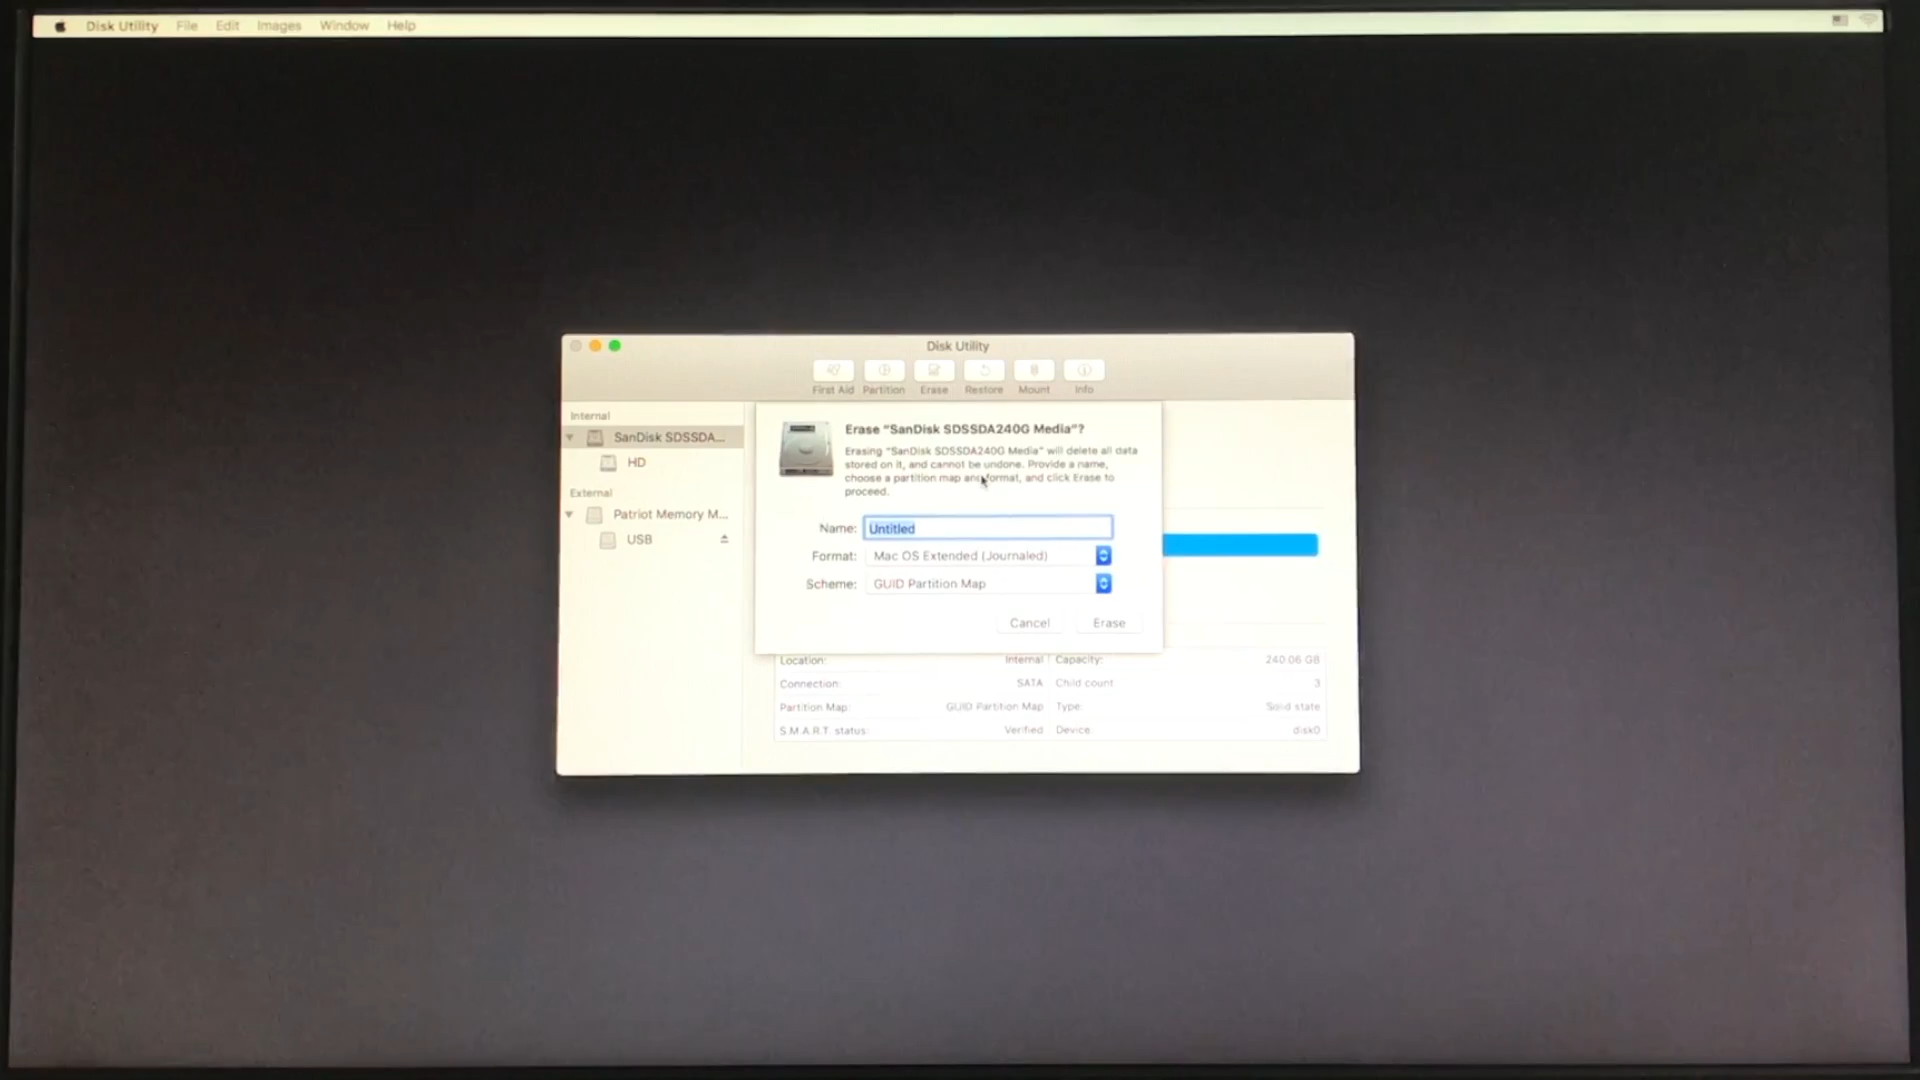 Disk Utility File Edit Images Window Help
Disk Utility
First Aid Partition Erase Restore Mount Info
Internal
SanDisk SDSSDA...
HD
External
Patriot Memory M...
USB
Erase "SanDisk SDSSDA240G Media"?
Erasing "SanDisk SDSSDA240G Media" will delete all data
stored on it, and cannot be undone. Provide a name,
choose a partition map and format, and click Erase to
proceed.
Name: Untitled
Format: Mac OS Extended (Journaled)
Scheme: GUID Partition Map
Cancel Erase
Location: Internal Capacity: 240.06 GB
Connection: SATA Child count 3
Partition Map: GUID Partition Map Type: Solid state
S.M.A.R.T. status: Verified Device: disk0